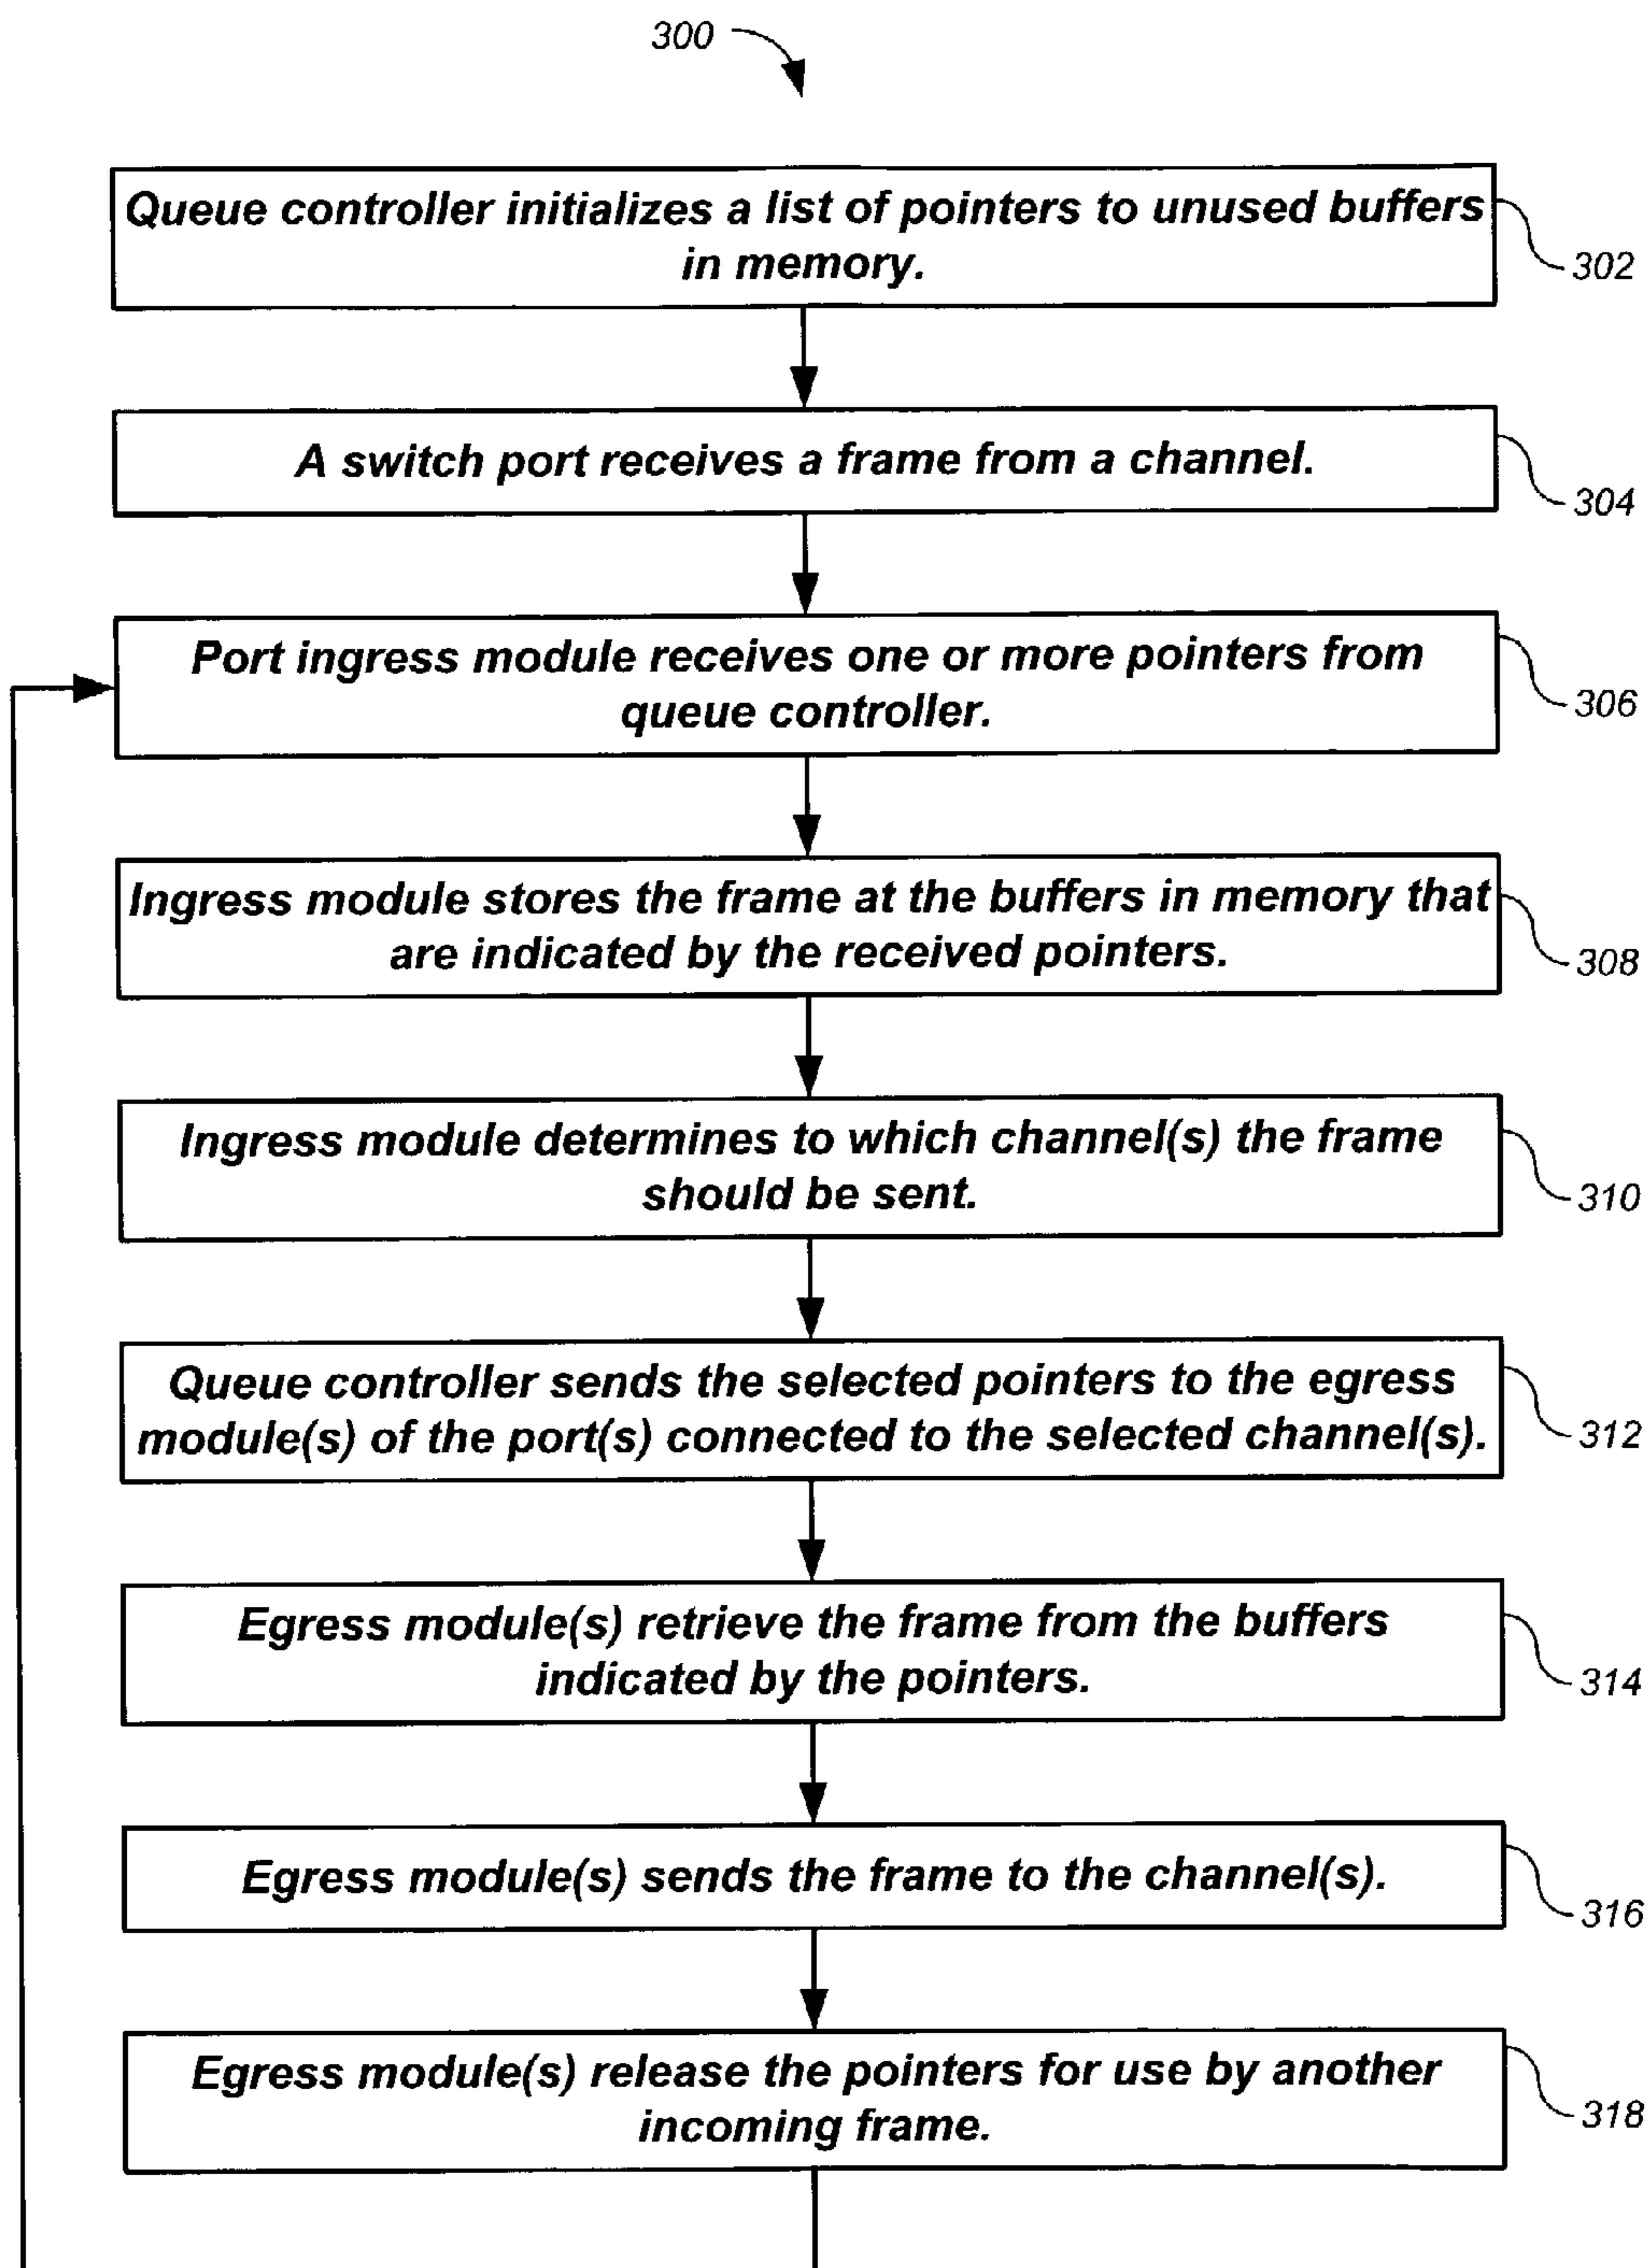 300
Queue controller initializes a list of pointers to unused buffers
in memory.
302
A switch port receives a frame from a channel.
304
Port ingress module receives one or more pointers from
queue controller.
306
Ingress module stores the frame at the buffers in memory that
are indicated by the received pointers.
308
Ingress module determines to which channel(s) the frame
should be sent.
310
Queue controller sends the selected pointers to the egress
module(s) of the port(s) connected to the selected channel(s).
312
Egress module(s) retrieve the frame from the buffers
indicated by the pointers.
314
Egress module(s) sends the frame to the channel(s).
316
Egress module(s) release the pointers for use by another
incoming frame.
318